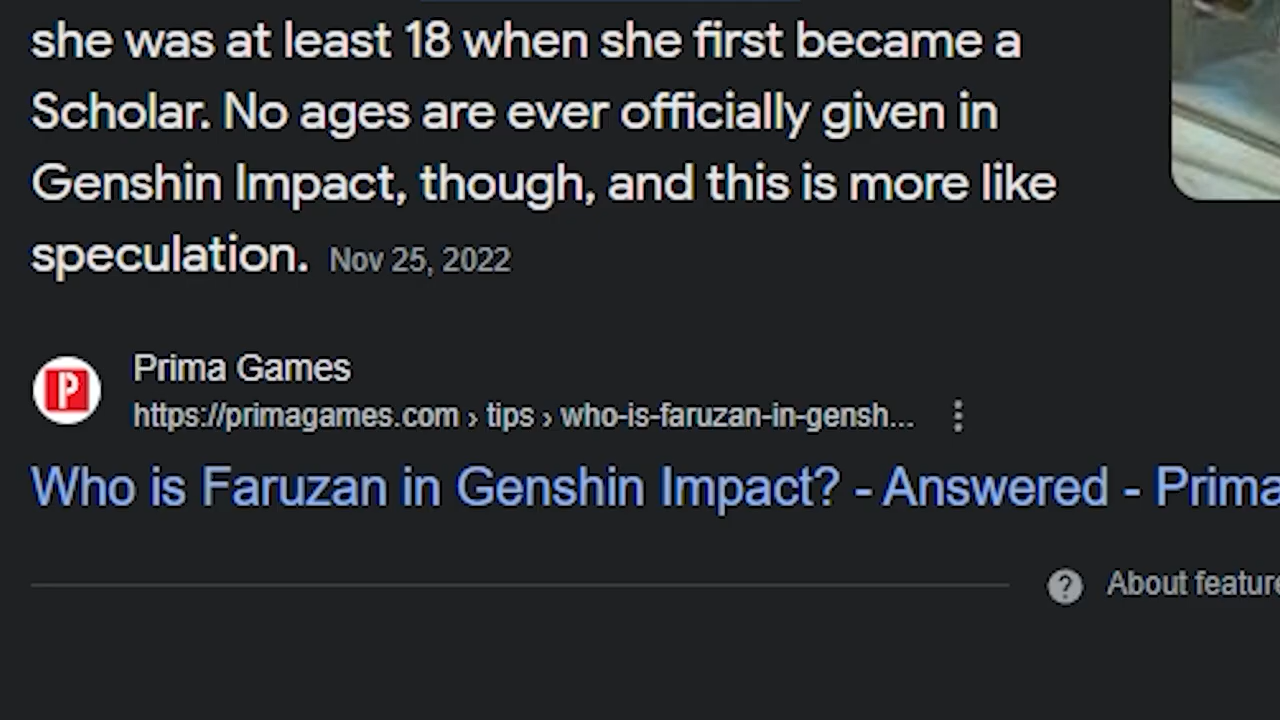 she was at least 18 when she first became a
Scholar. No ages are ever officially given in
Genshin Impact, though, and this is more like
speculation. Nov 25, 2022
P
Prima Games
https://primagames.com › tips › who-is-faruzan-in-gensh...
Who is Faruzan in Genshin Impact? - Answered - Prima
? About feature